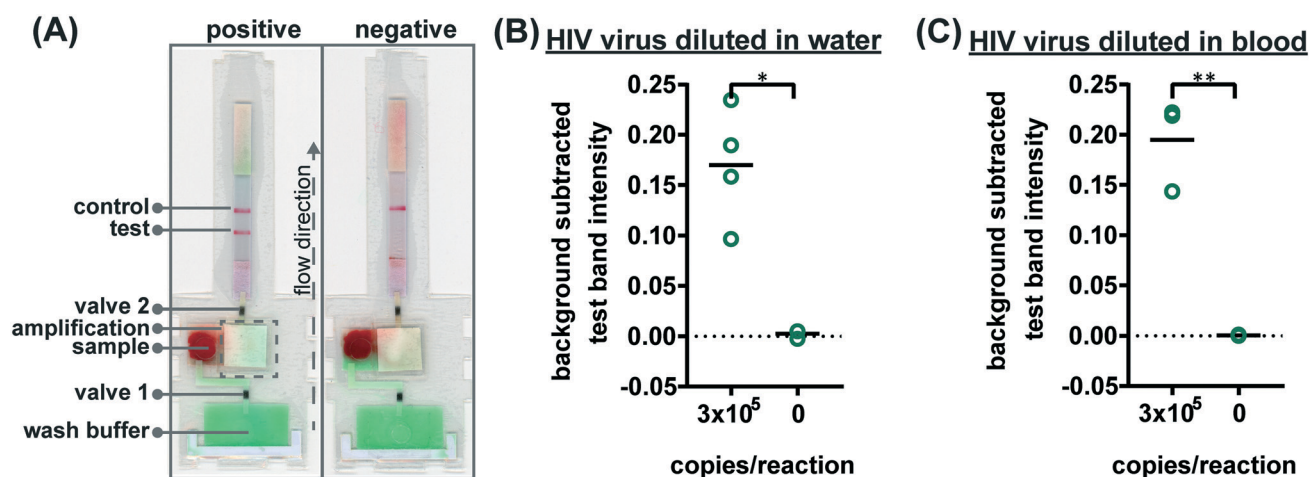 (A)
positive
negative
control
test
valve 2
amplification
sample
valve 1
wash buffer
flow direction
(B) HIV virus diluted in water
background subtracted
test band intensity
0.25
0.20
0.15
0.10
0.05
0.00
-0.05
*
3x10⁵ 0
copies/reaction
(C) HIV virus diluted in blood
background subtracted
test band intensity
0.25
0.20
0.15
0.10
0.05
0.00
-0.05
**
3x10⁵ 0
copies/reaction